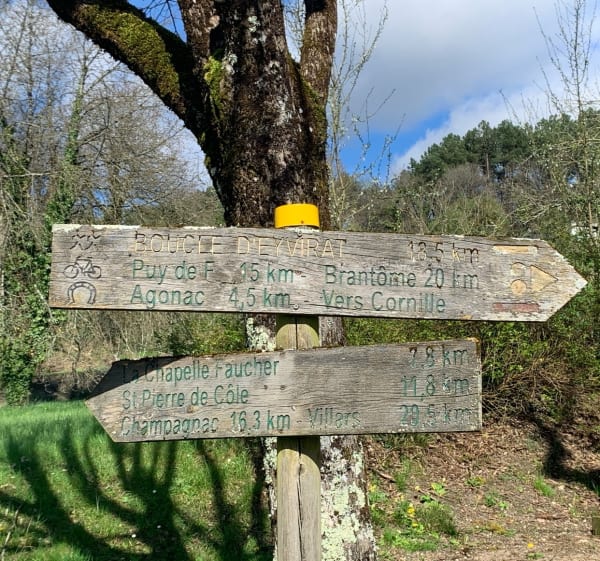 BOUCLE D'EYVIRAT 13,5 km
Puy de F. 15 km - Brantôme 20 km
Agonac 4,5 km - Vers Cornille
La Chapelle Faucher 7,8 km
St Pierre de Côle 11,8 km
Champagnac 16,3 km - Villars 29,5 km